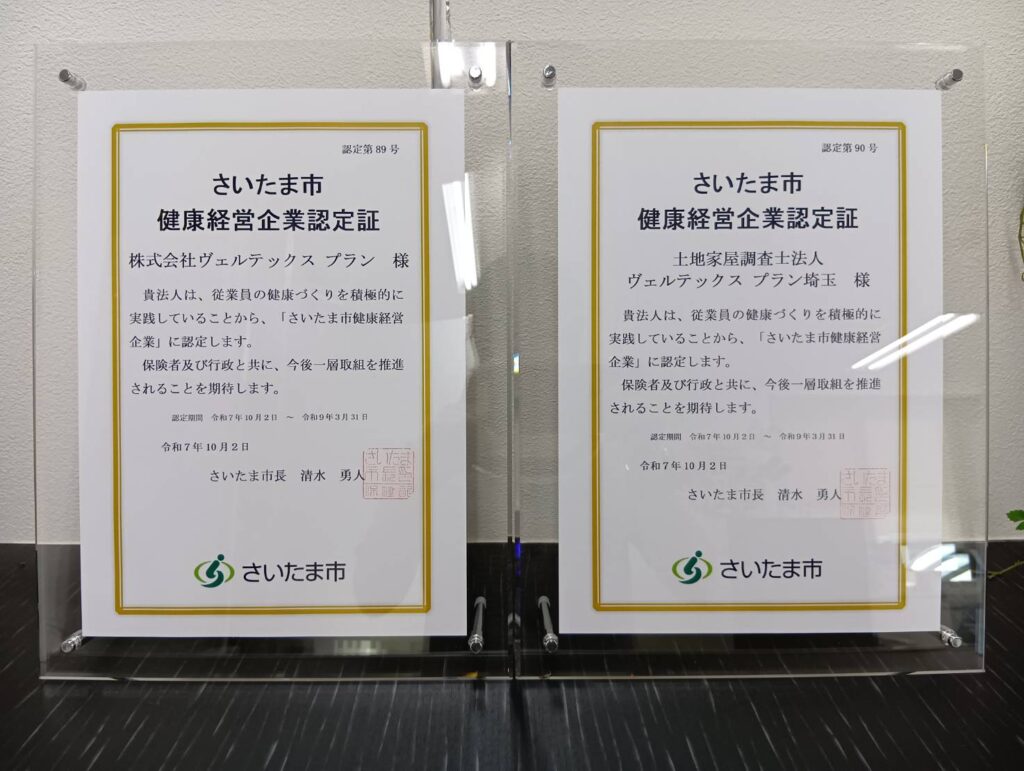 認定第89号
さいたま市
健康経営企業認定証
株式会社ヴェルテックス プラン 様
貴法人は、従業員の健康づくりを積極的に
実践していることから、「さいたま市健康経営
企業」に認定します。
保険者及び行政と共に、今後一層取組を推進
されることを期待します。
認定期間 令和7年10月2日 ～ 令和9年3月31日
令和7年10月2日
さいたま市長 清水 勇人
さいたま市
認定第90号
さいたま市
健康経営企業認定証
土地家屋調査士法人
ヴェルテックス プラン埼玉 様
貴法人は、従業員の健康づくりを積極的に
実践していることから、「さいたま市健康経営
企業」に認定します。
保険者及び行政と共に、今後一層取組を推進
されることを期待します。
認定期間 令和7年10月2日 ～ 令和9年3月31日
令和7年10月2日
さいたま市長 清水 勇人
さいたま市